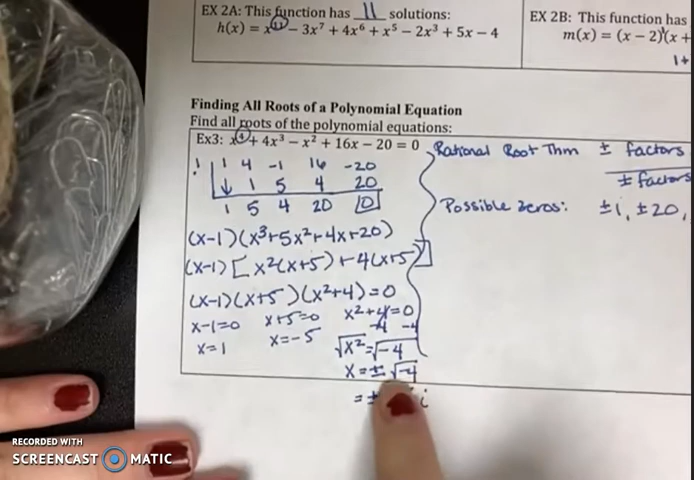 EX 2A: This function has 11 solutions:
h(x) = x¹¹ − 3x⁷ + 4x⁶ + x⁵ − 2x³ + 5x − 4
EX 2B: This function has
m(x) = (x − 2)⁴(x +
1+
Finding All Roots of a Polynomial Equation
Find all roots of the polynomial equations:
Ex3: x⁴ + 4x³ − x² + 16x − 20 = 0
1 1 4 -1 16 -20
↓ 1 5 4 20
1 5 4 20 0
(x-1)(x³+5x²+4x+20)
(x-1)[x²(x+5)+4(x+5)]
(x-1)(x+5)(x²+4)=0
x-1=0 x+5=0 x²+4=0
-4 -4
x=1 x=-5 √x²=√-4
x=±√-4
=± i
Rational Root Thm ± factors
± factors
Possible zeros: ±1, ±20,
RECORDED WITH
SCREENCAST MATIC